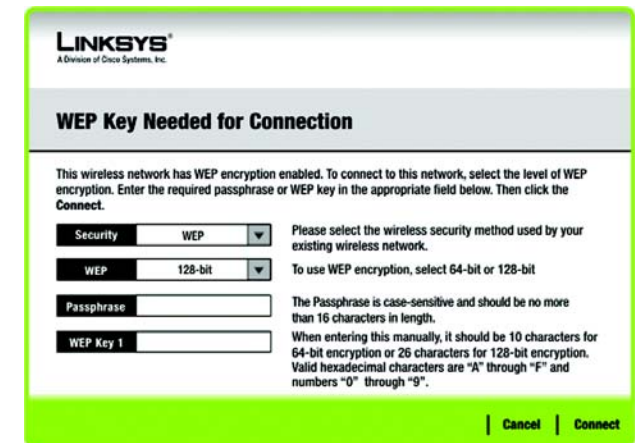 LINKSYS®
A Division of Cisco Systems, Inc.
WEP Key Needed for Connection
This wireless network has WEP encryption enabled. To connect to this network, select the level of WEP
encryption. Enter the required passphrase or WEP key in the appropriate field below. Then click the
Connect.
Security WEP
Please select the wireless security method used by your
existing wireless network.
WEP 128-bit
To use WEP encryption, select 64-bit or 128-bit
Passphrase
The Passphrase is case-sensitive and should be no more
than 16 characters in length.
WEP Key 1
When entering this manually, it should be 10 characters for
64-bit encryption or 26 characters for 128-bit encryption.
Valid hexadecimal characters are “A” through “F” and
numbers “0” through “9”.
Cancel Connect